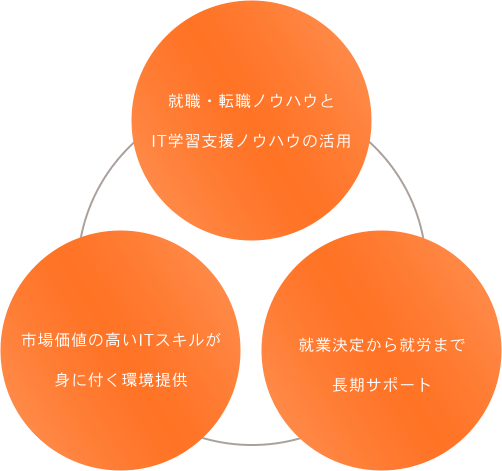 就職・転職ノウハウと
IT学習支援ノウハウの活用
市場価値の高いITスキルが
身に付く環境提供
就業決定から就労まで
長期サポート